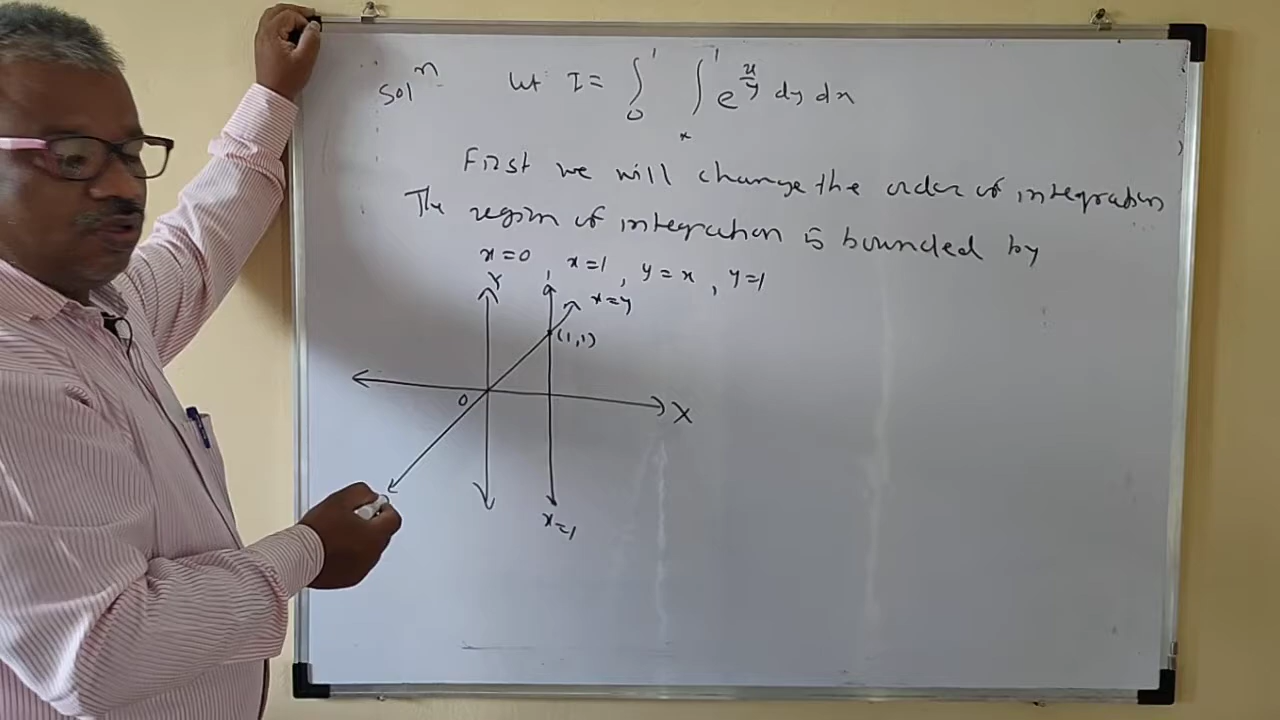 Solⁿ Let I = ∫₀¹ ∫ₓ¹ e^(x/y) dy dx
First we will change the order of integration
The region of integration is bounded by
x=0, x=1, y=x, y=1
Y
x=y
(1,1)
O
X
x=1